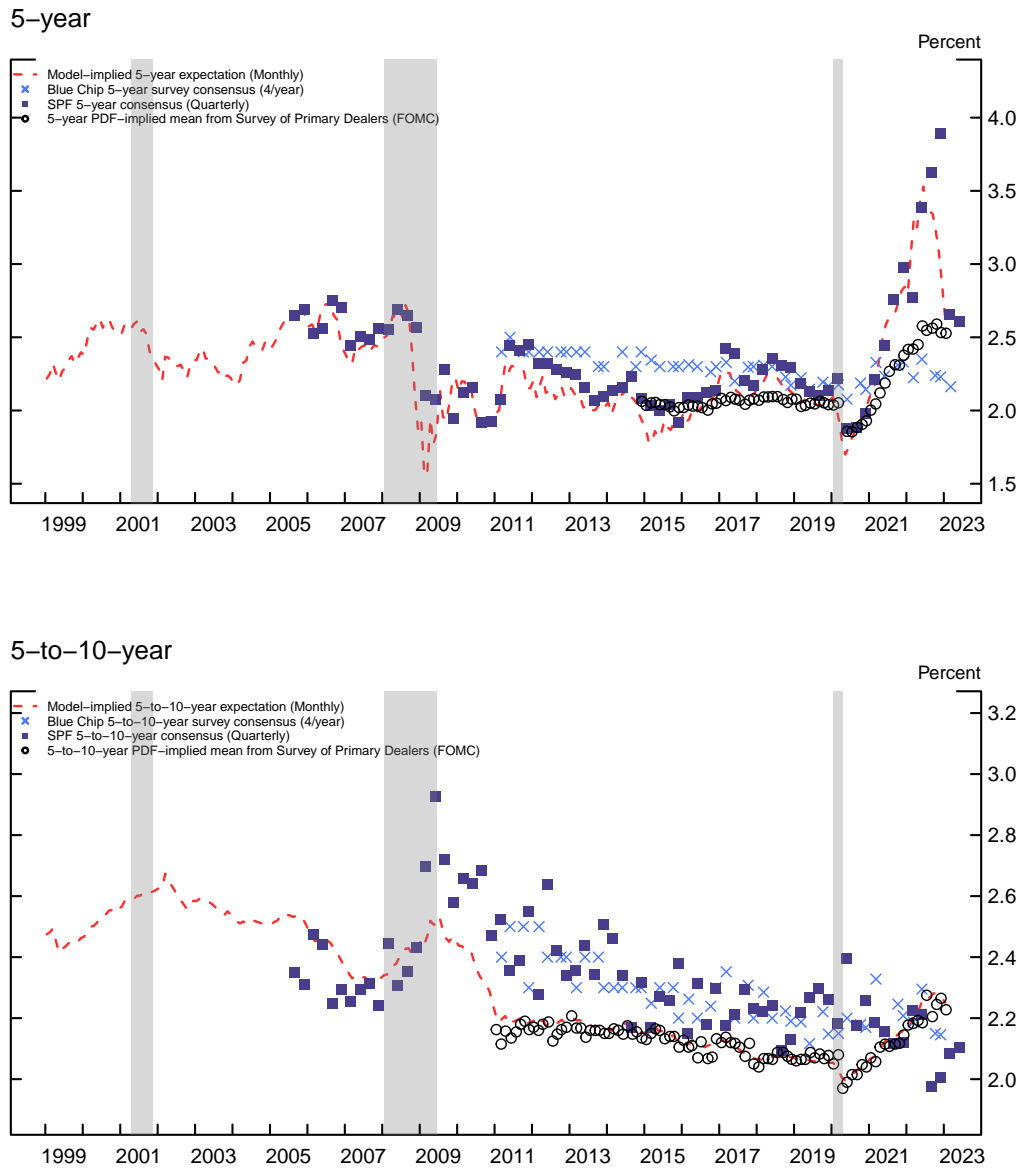 5−year
Percent
Model−implied 5−year expectation (Monthly)
Blue Chip 5−year survey consensus (4/year)
SPF 5−year consensus (Quarterly)
5−year PDF−implied mean from Survey of Primary Dealers (FOMC)
4.0
3.5
3.0
2.5
2.0
1.5
1999 2001 2003 2005 2007 2009 2011 2013 2015 2017 2019 2021 2023
5−to−10−year
Percent
Model−implied 5−to−10−year expectation (Monthly)
Blue Chip 5−to−10−year survey consensus (4/year)
SPF 5−to−10−year consensus (Quarterly)
5−to−10−year PDF−implied mean from Survey of Primary Dealers (FOMC)
3.2
3.0
2.8
2.6
2.4
2.2
2.0
1999 2001 2003 2005 2007 2009 2011 2013 2015 2017 2019 2021 2023